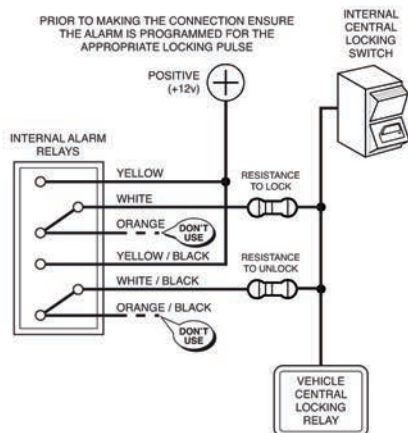 PRIOR TO MAKING THE CONNECTION ENSURE
THE ALARM IS PROGRAMMED FOR THE
APPROPRIATE LOCKING PULSE
INTERNAL
CENTRAL
LOCKING
SWITCH
POSITIVE
(+12v)
INTERNAL ALARM
RELAYS
YELLOW
WHITE
RESISTANCE
TO LOCK
ORANGE
DON'T
USE
YELLOW / BLACK
RESISTANCE
TO UNLOCK
WHITE / BLACK
ORANGE / BLACK
DON'T
USE
VEHICLE
CENTRAL
LOCKING
RELAY